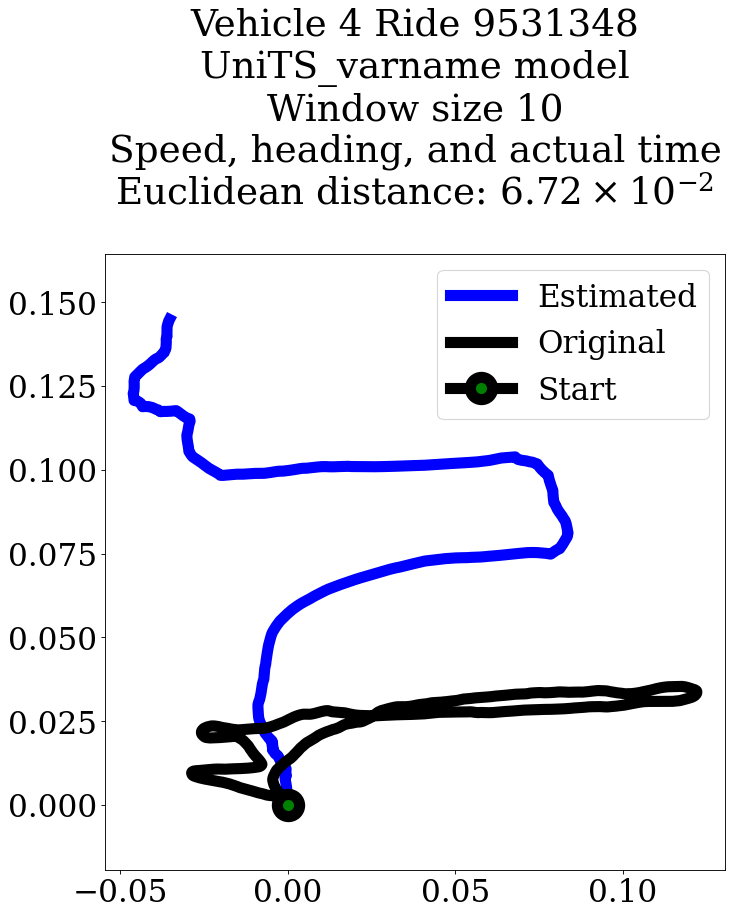 Vehicle 4 Ride 9531348
UniTS_varname model
Window size 10
Speed, heading, and actual time
Euclidean distance: 6.72 × 10⁻²
Estimated
Original
Start
0.150
0.125
0.100
0.075
0.050
0.025
0.000
−0.05 0.00 0.05 0.10